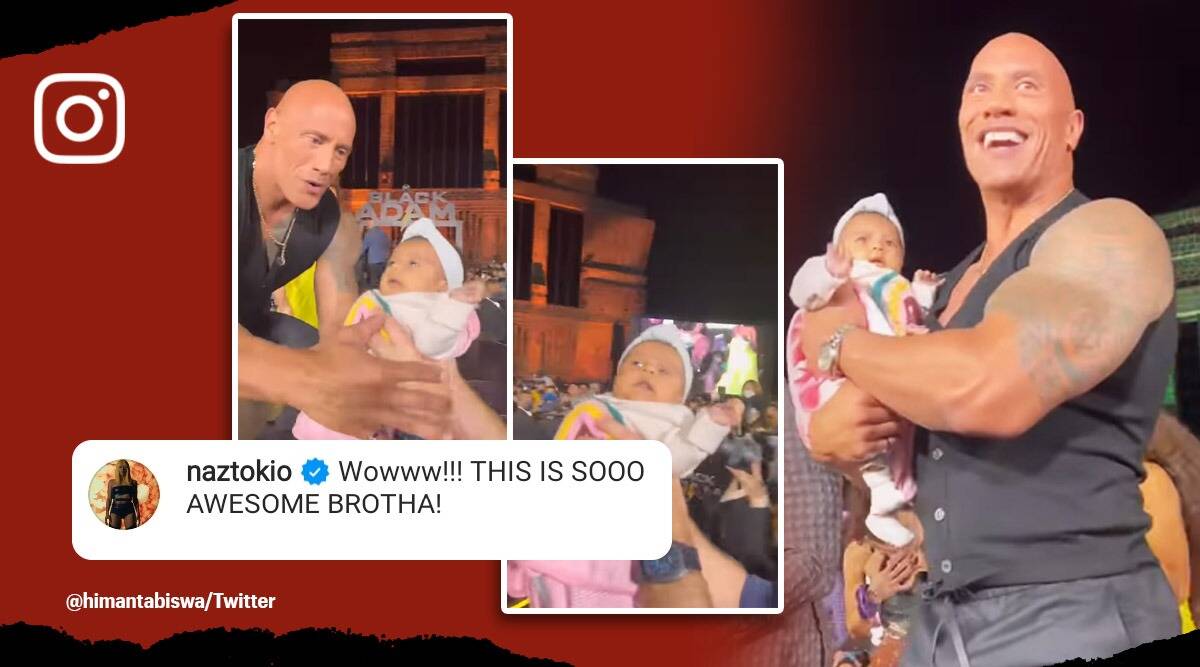 BLACK
ADAM
naztokio Wowww!!! THIS IS SOOO
AWESOME BROTHA!
@himantabiswa/Twitter